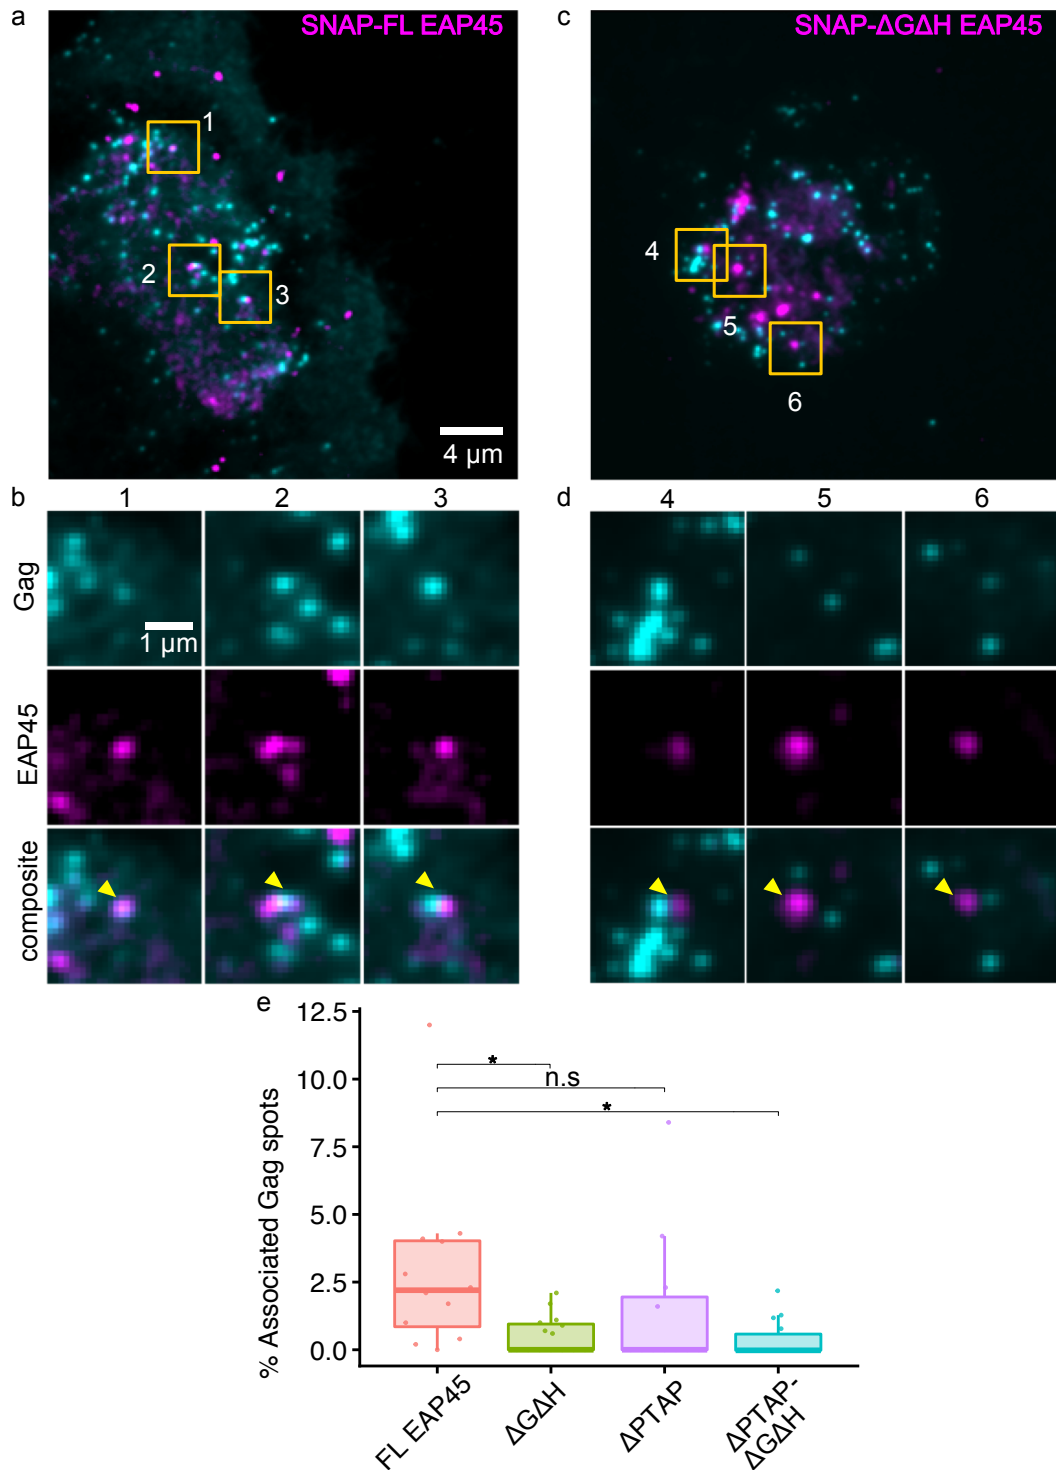 a
SNAP-FL EAP45
1
2
3
4 μm
c
SNAP-ΔGΔH EAP45
4
5
6
b
1
2
3
d
4
5
6
Gag
1 μm
EAP45
composite
e
% Associated Gag spots
12.5
10.0
7.5
5.0
2.5
0.0
*
n.s
*
FL EAP45
ΔGΔH
ΔPTAP
ΔPTAP-
ΔGΔH